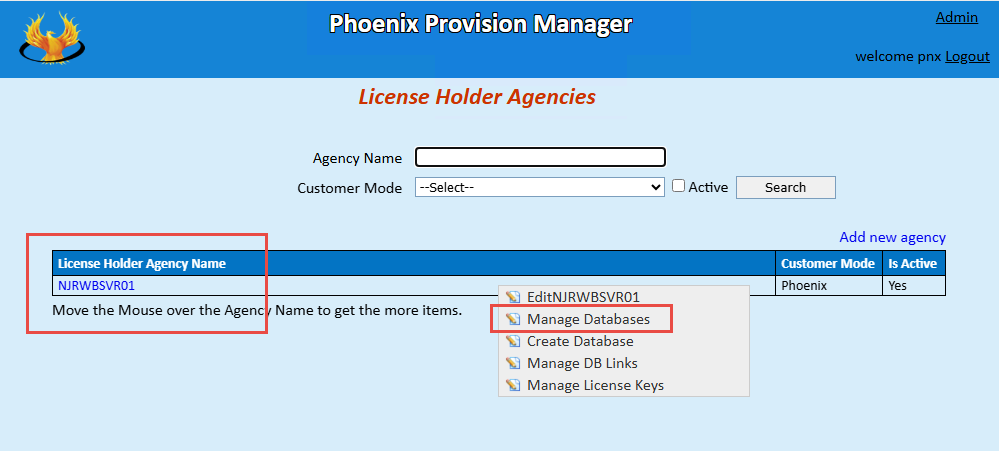 Phoenix Provision Manager
Admin
welcome pnx Logout
License Holder Agencies
Agency Name
Customer Mode --Select-- Active Search
Add new agency
License Holder Agency Name Customer Mode Is Active
NJRWBSVR01 Phoenix Yes
Move the Mouse over the Agency Name to get the more items.
EditNJRWBSVR01
Manage Databases
Create Database
Manage DB Links
Manage License Keys